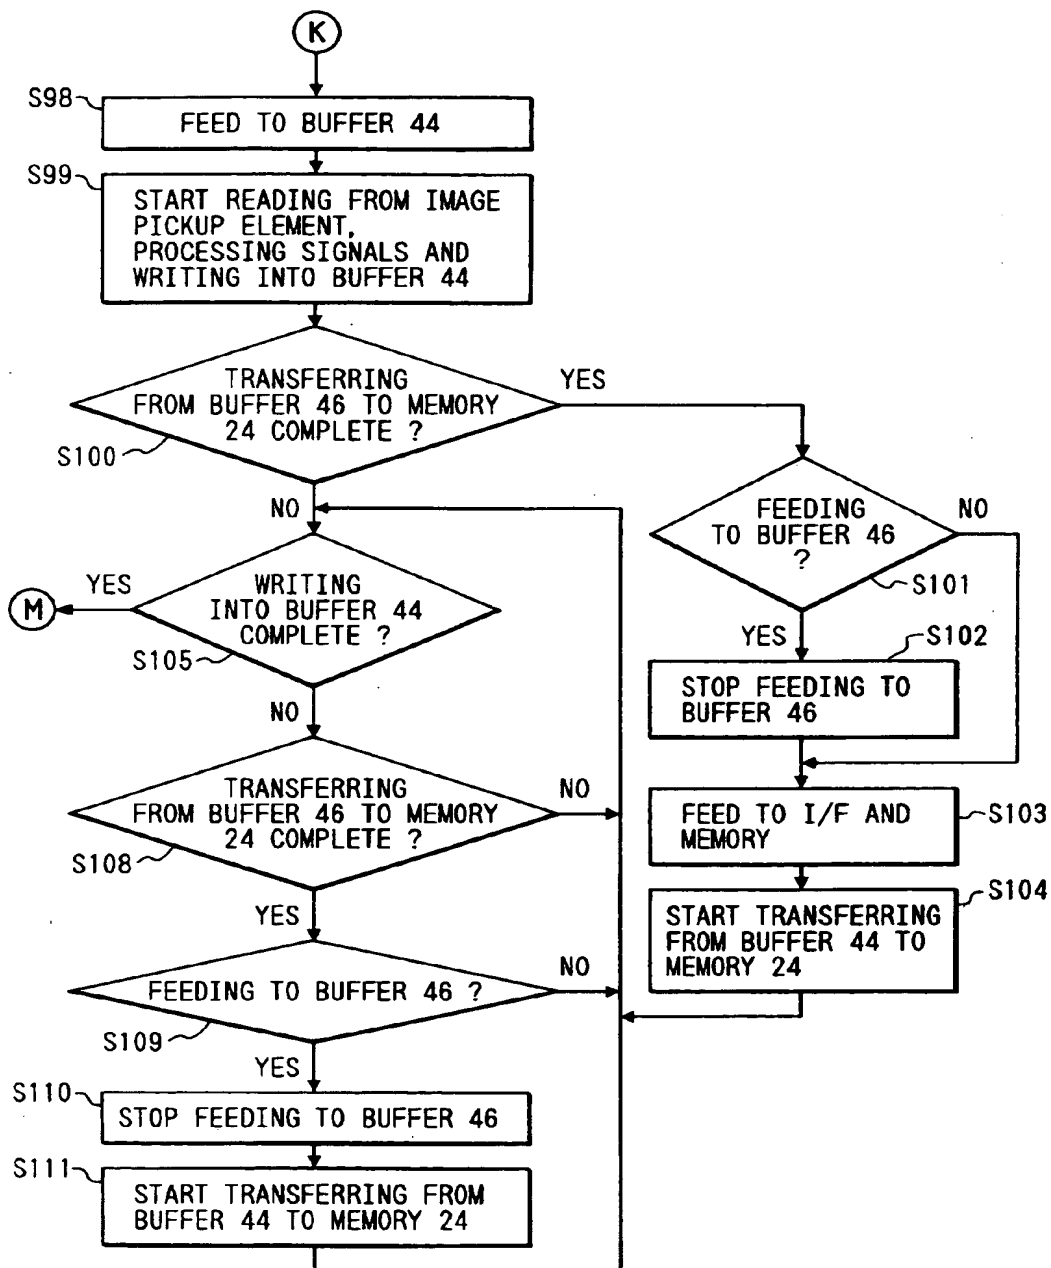 K
S98
FEED TO BUFFER 44
S99
START READING FROM IMAGE
PICKUP ELEMENT,
PROCESSING SIGNALS AND
WRITING INTO BUFFER 44
TRANSFERRING
FROM BUFFER 46 TO MEMORY
24 COMPLETE ?
YES
S100
NO
FEEDING
TO BUFFER 46
?
NO
S101
YES
S102
STOP FEEDING TO
BUFFER 46
FEED TO I/F AND
MEMORY
S103
S104
START TRANSFERRING
FROM BUFFER 44 TO
MEMORY 24
M
YES
WRITING
INTO BUFFER 44
COMPLETE ?
S105
NO
TRANSFERRING
FROM BUFFER 46 TO MEMORY
24 COMPLETE ?
NO
S108
YES
FEEDING TO BUFFER 46 ?
NO
S109
YES
S110
STOP FEEDING TO BUFFER 46
S111
START TRANSFERRING FROM
BUFFER 44 TO MEMORY 24